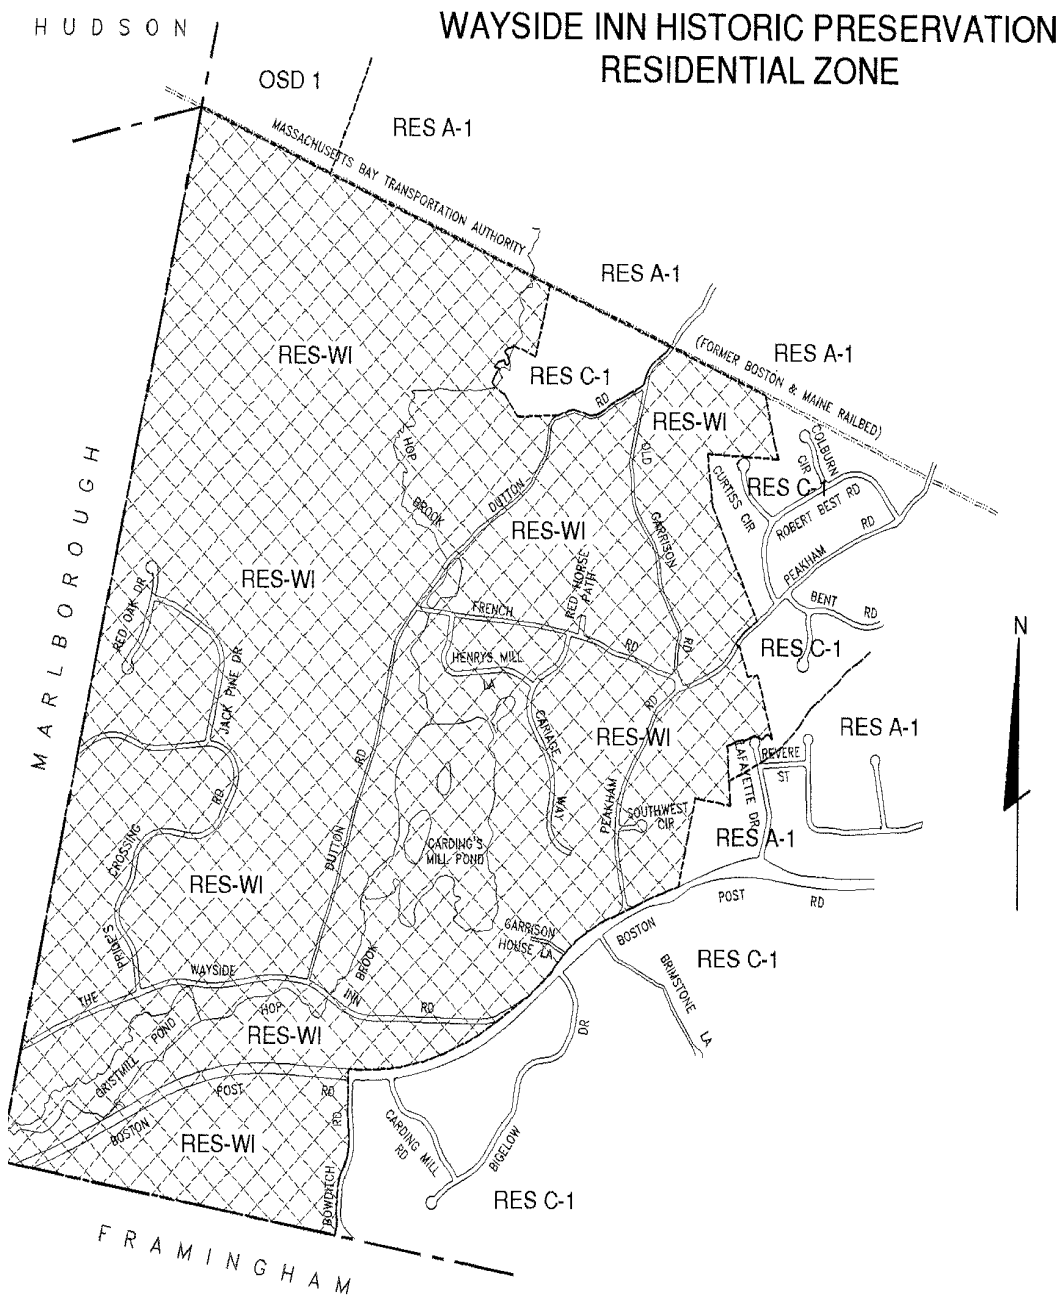 HUDSON
WAYSIDE INN HISTORIC PRESERVATION
RESIDENTIAL ZONE
OSD 1
RES A-1
MASSACHUSETTS BAY TRANSPORTATION AUTHORITY
RES A-1
(FORMER BOSTON & MAINE RAILBED)
RES A-1
RES-WI
RES C-1
RD
RES-WI
HOP
BROOK
DUTTON
OLD
GARRISON
RD
COLBURN
CIR
CURTISS CIR
RES C-1
ROBERT BEST RD
PEAKHAM
RD
RES-WI
MARLBOROUGH
RES-WI
RED OAK DR
JACK PINE DR
FRENCH
RD
RED HORSE
PATH
HENRYS MILL
LA
CARIAGE
WAY
BENT
RD
RES C-1
N
RD
RES-WI
PEAKHAM
SOUTHWEST
CIR
RES A-1
LAFAYETTE DR
REVERE
ST
RES A-1
RD
DUTTON
CARDING'S
MILL POND
PRIDE'S
CROSSING
RD
RES-WI
POST
RD
BOSTON
GARRISON
HOUSE LA
BRIMSTONE
LA
RES C-1
THE
WAYSIDE
INN
RD
HOP
BROOK
GRISTMILL
POND
RES-WI
BOSTON
POST
RD
RES-WI
BOWDITCH
RD
CARDING MILL
RD
BIGELOW
DR
RES C-1
FRAMINGHAM